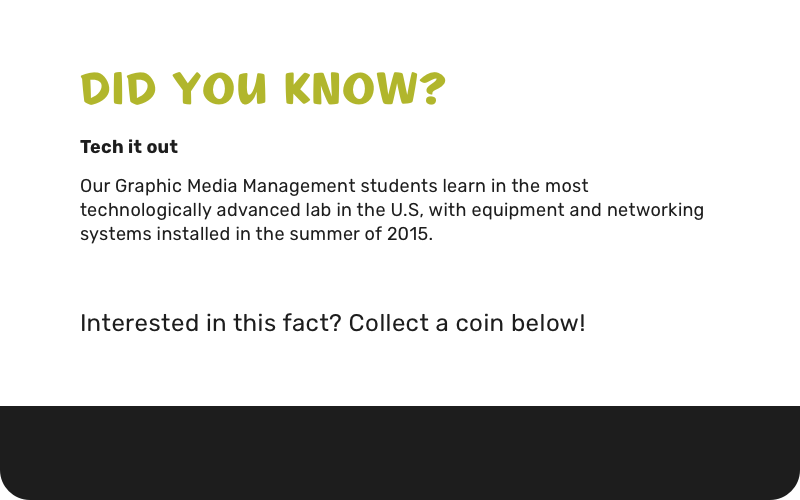 DID YOU KNOW?
Tech it out
Our Graphic Media Management students learn in the most
technologically advanced lab in the U.S, with equipment and networking
systems installed in the summer of 2015.
Interested in this fact? Collect a coin below!